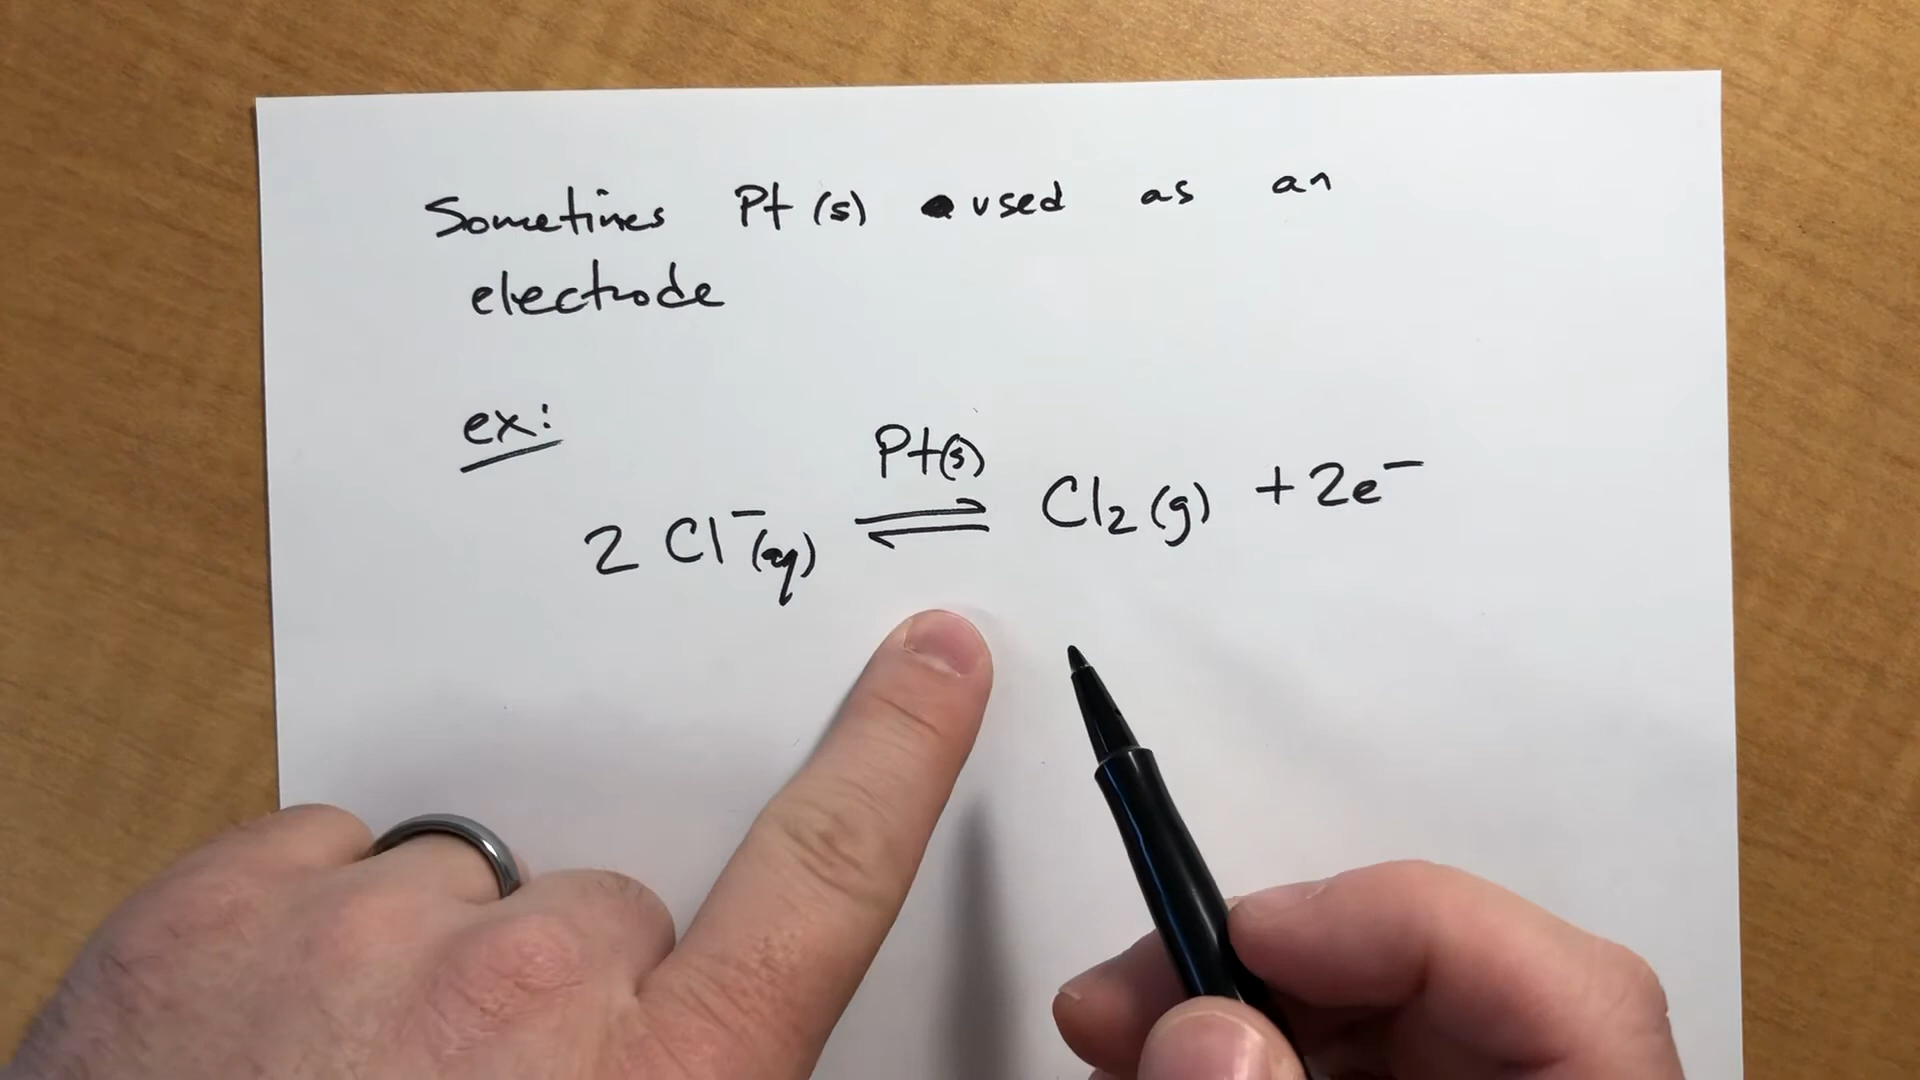 Sometimes Pt (s) used as an
electrode
ex:
Pt(s)
2 Cl⁻(aq) ⇌ Cl₂ (g) + 2e⁻